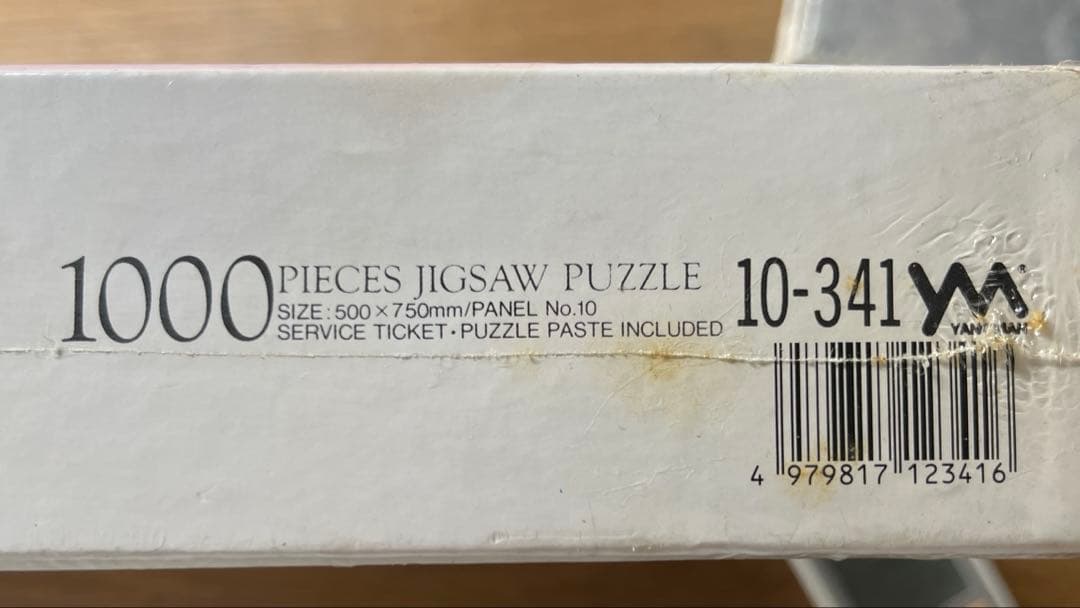 1000 PIECES JIGSAW PUZZLE
SIZE:500×750mm/PANEL No.10
SERVICE TICKET・PUZZLE PASTE INCLUDED
10-341
YM®
4 979817 123416